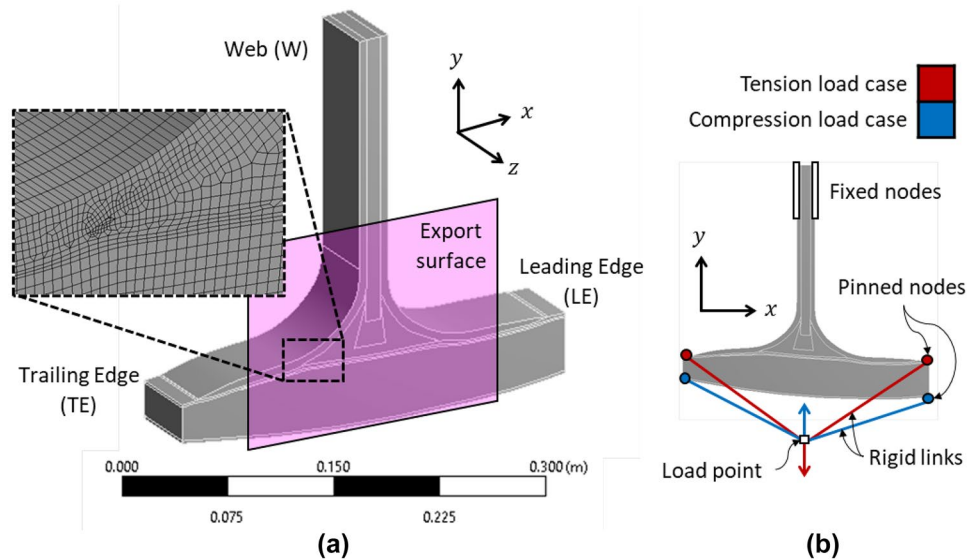 Web (W)
y
x
z
Export
surface
Leading Edge
(LE)
Trailing Edge
(TE)
0.000
0.150
0.300 (m)
0.075
0.225
(a)
Tension load case
Compression load case
Fixed nodes
y
x
Pinned nodes
Load point
Rigid links
(b)